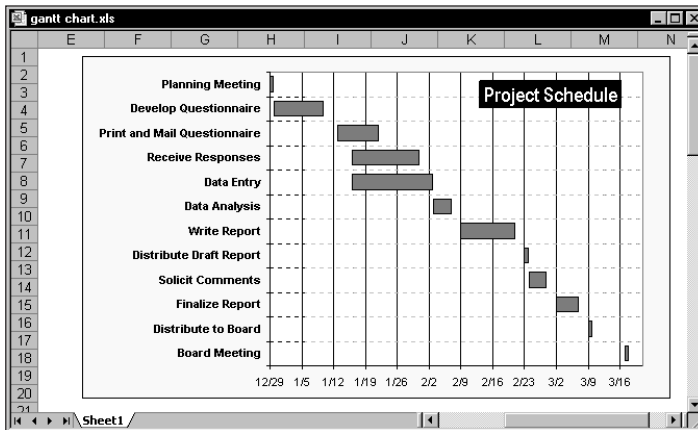 gantt chart.xls
E F G H I J K L M N
1
2
3
4
5
6
7
8
9
10
11
12
13
14
15
16
17
18
19
20
21
Project Schedule
Planning Meeting
Develop Questionnaire
Print and Mail Questionnaire
Receive Responses
Data Entry
Data Analysis
Write Report
Distribute Draft Report
Solicit Comments
Finalize Report
Distribute to Board
Board Meeting
12/29 1/5 1/12 1/19 1/26 2/2 2/9 2/16 2/23 3/2 3/9 3/16
Sheet1